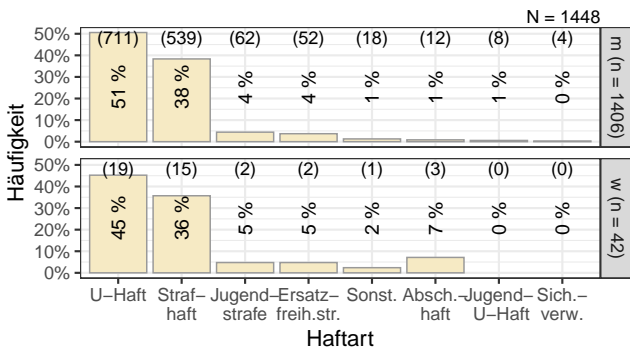 N = 1448
Häufigkeit
50%
40%
30%
20%
10%
0%
(711) (539) (62) (52) (18) (12) (8) (4)
51 % 38 % 4 % 4 % 1 % 1 % 1 % 0 %
m (n = 1406)
50%
40%
30%
20%
10%
0%
(19) (15) (2) (2) (1) (3) (0) (0)
45 % 36 % 5 % 5 % 2 % 7 % 0 % 0 %
w (n = 42)
U–Haft Straf– Jugend– Ersatz– Sonst. Absch.– Jugend– Sich.–
haft strafe freih.str. haft U–Haft verw.
Haftart